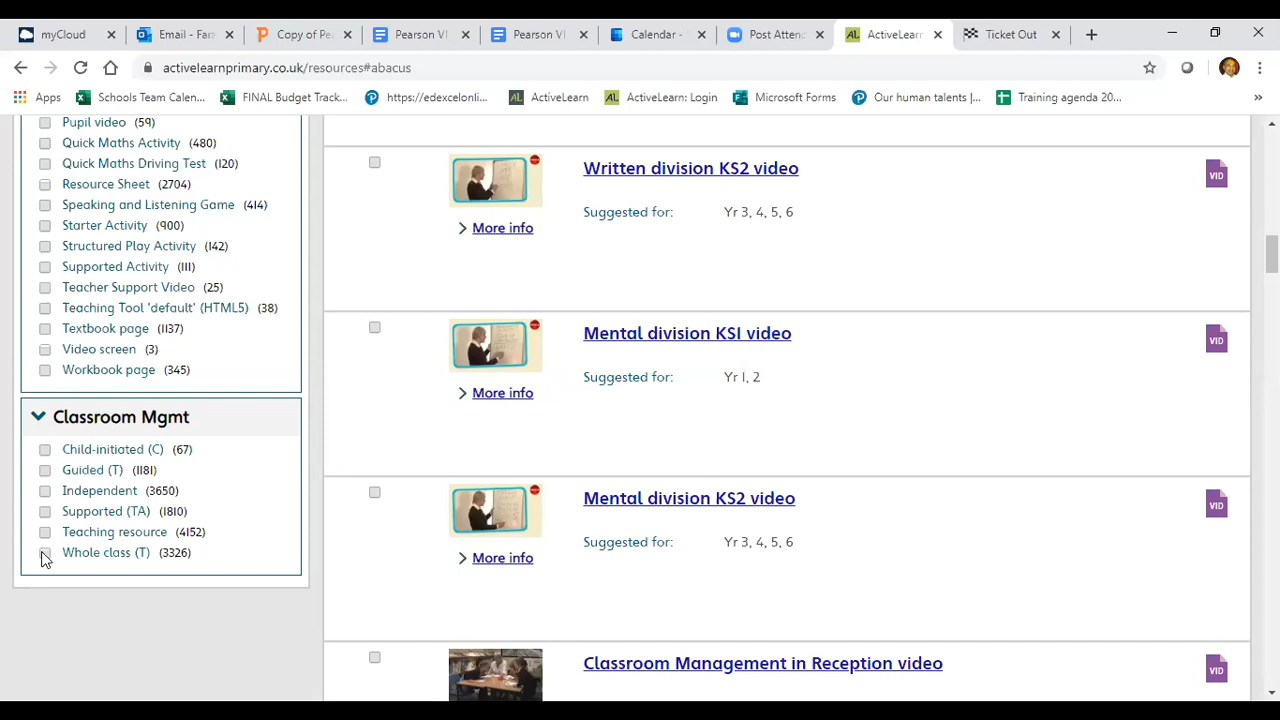 myCloud
Email - Far
Copy of Pe
Pearson VI
Pearson VI
Calendar -
Post Attend
ActiveLearn
Ticket Out
activelearnprimary.co.uk/resources#abacus
Apps
Schools Team Calen...
FINAL Budget Track...
https://edexcelonli...
ActiveLearn
ActiveLearn: Login
Microsoft Forms
Our human talents |...
Training agenda 20...
Pupil video (59)
Quick Maths Activity (480)
Quick Maths Driving Test (120)
Resource Sheet (2704)
Speaking and Listening Game (414)
Starter Activity (900)
Structured Play Activity (142)
Supported Activity (111)
Teacher Support Video (25)
Teaching Tool 'default' (HTML5) (38)
Textbook page (1137)
Video screen (3)
Workbook page (345)
Classroom Mgmt
Child-initiated (C) (67)
Guided (T) (1181)
Independent (3650)
Supported (TA) (1810)
Teaching resource (4152)
Whole class (T) (3326)
Written division KS2 video
VID
Suggested for: Yr 3, 4, 5, 6
More info
Mental division KS1 video
VID
Suggested for: Yr 1, 2
More info
Mental division KS2 video
VID
Suggested for: Yr 3, 4, 5, 6
More info
Classroom Management in Reception video
VID